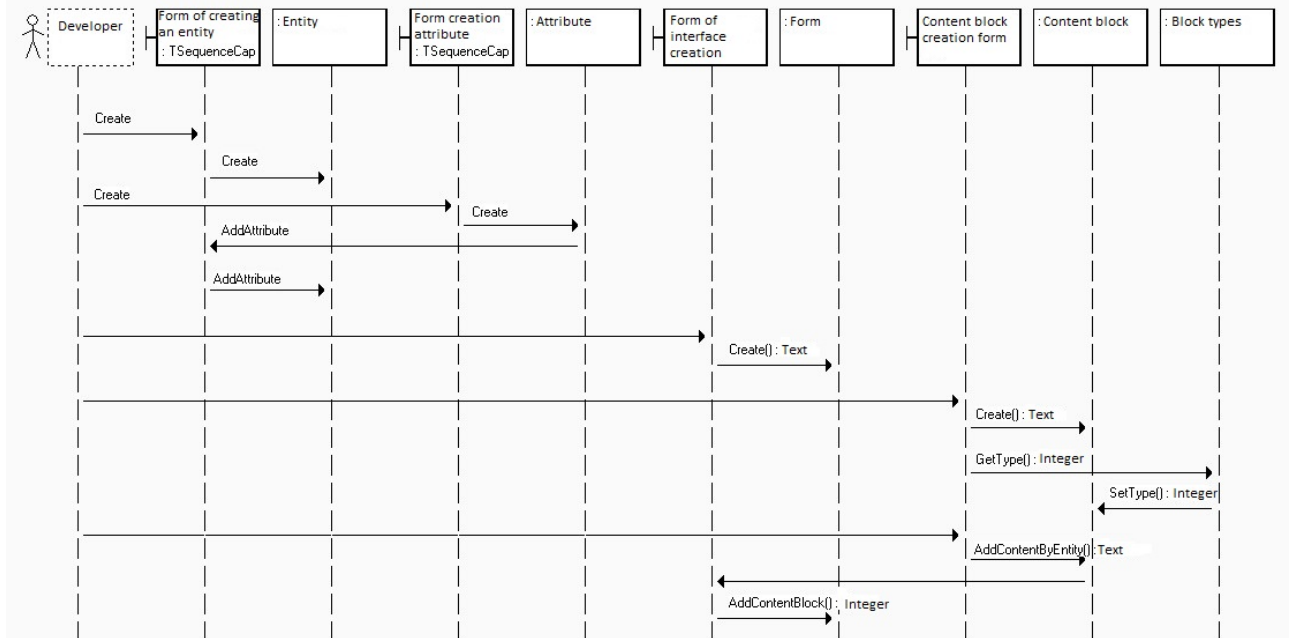 Developer
Form of creating
an entity
: TSequenceCap
: Entity
Form creation
attribute
: TSequenceCap
: Attribute
Form of
interface
creation
: Form
Content block
creation form
: Content block
: Block types
Create
Create
Create
Create
AddAttribute
AddAttribute
Create() : Text
Create() : Text
GetType() : Integer
SetType() : Integer
AddContentByEntity() : Text
AddContentBlock() : Integer